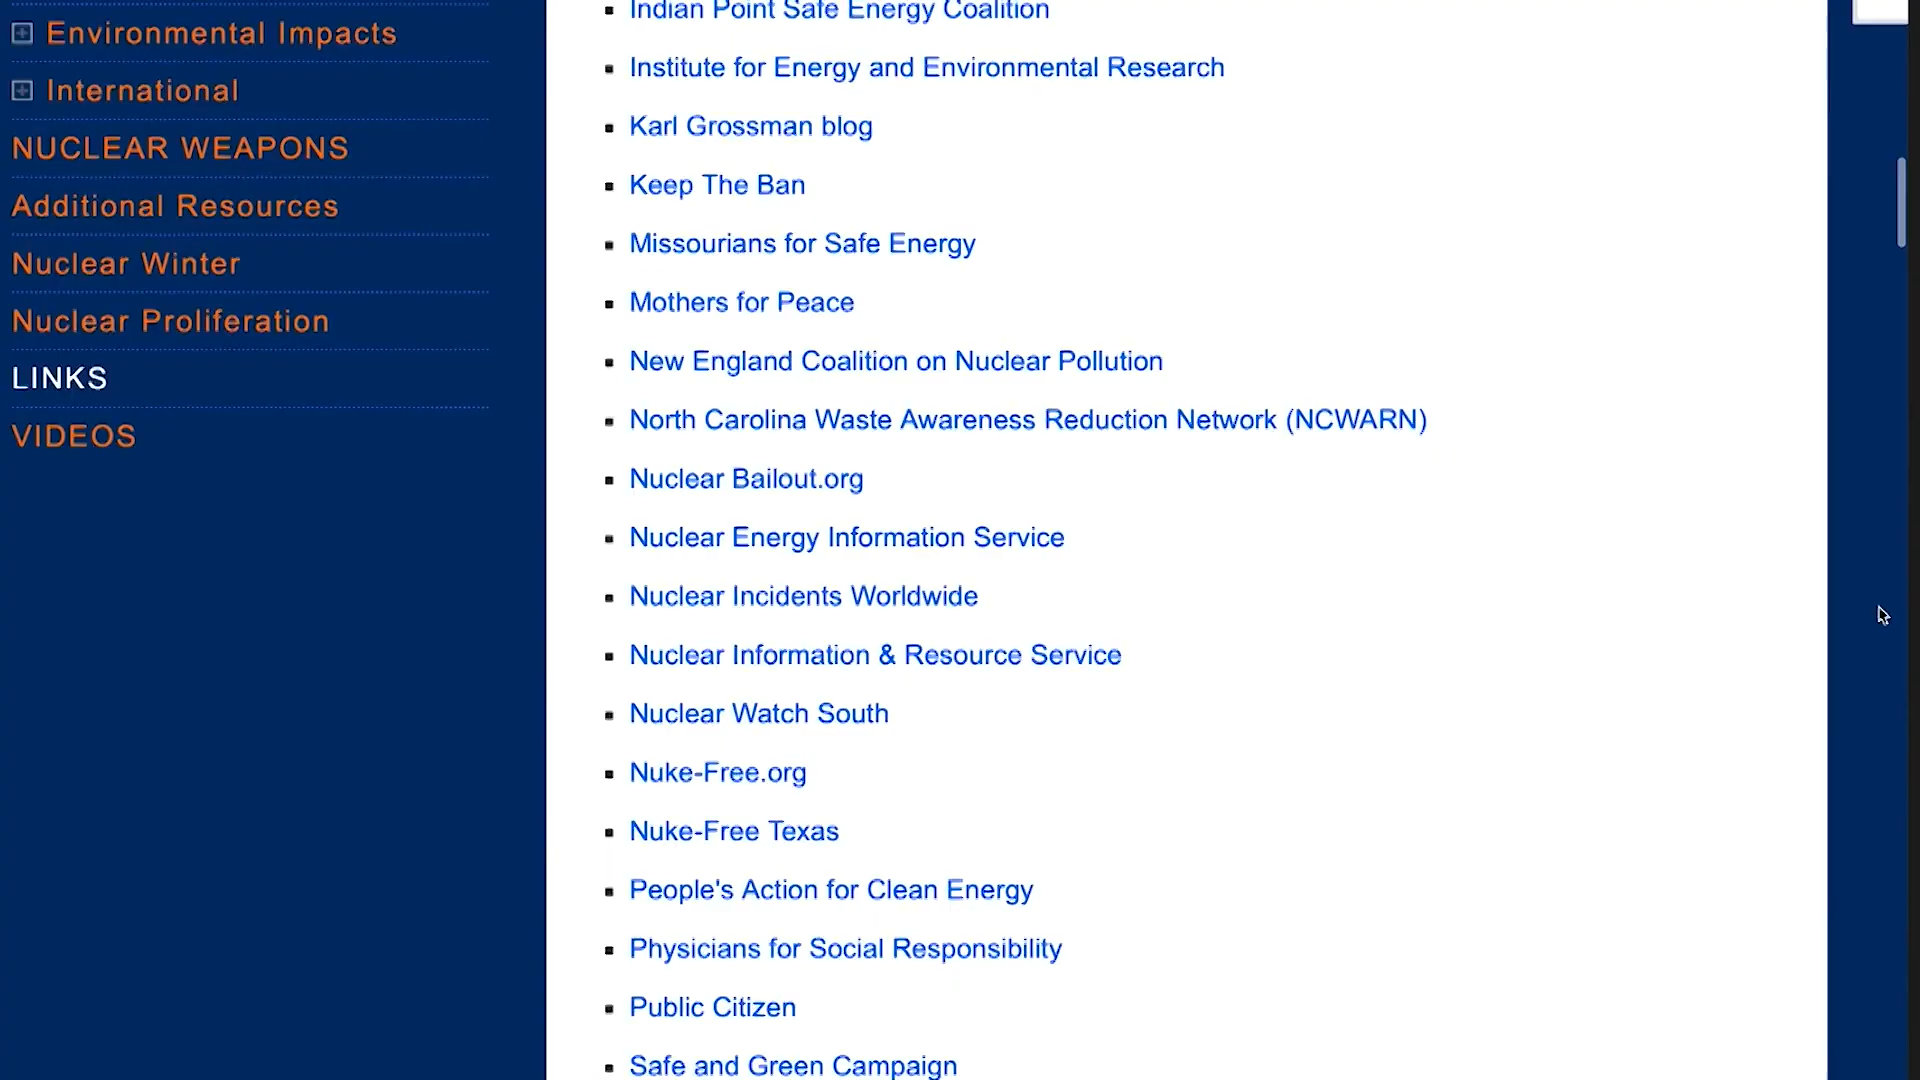 Environmental Impacts
International
NUCLEAR WEAPONS
Additional Resources
Nuclear Winter
Nuclear Proliferation
LINKS
VIDEOS
Indian Point Safe Energy Coalition
Institute for Energy and Environmental Research
Karl Grossman blog
Keep The Ban
Missourians for Safe Energy
Mothers for Peace
New England Coalition on Nuclear Pollution
North Carolina Waste Awareness Reduction Network (NCWARN)
Nuclear Bailout.org
Nuclear Energy Information Service
Nuclear Incidents Worldwide
Nuclear Information & Resource Service
Nuclear Watch South
Nuke-Free.org
Nuke-Free Texas
People's Action for Clean Energy
Physicians for Social Responsibility
Public Citizen
Safe and Green Campaign